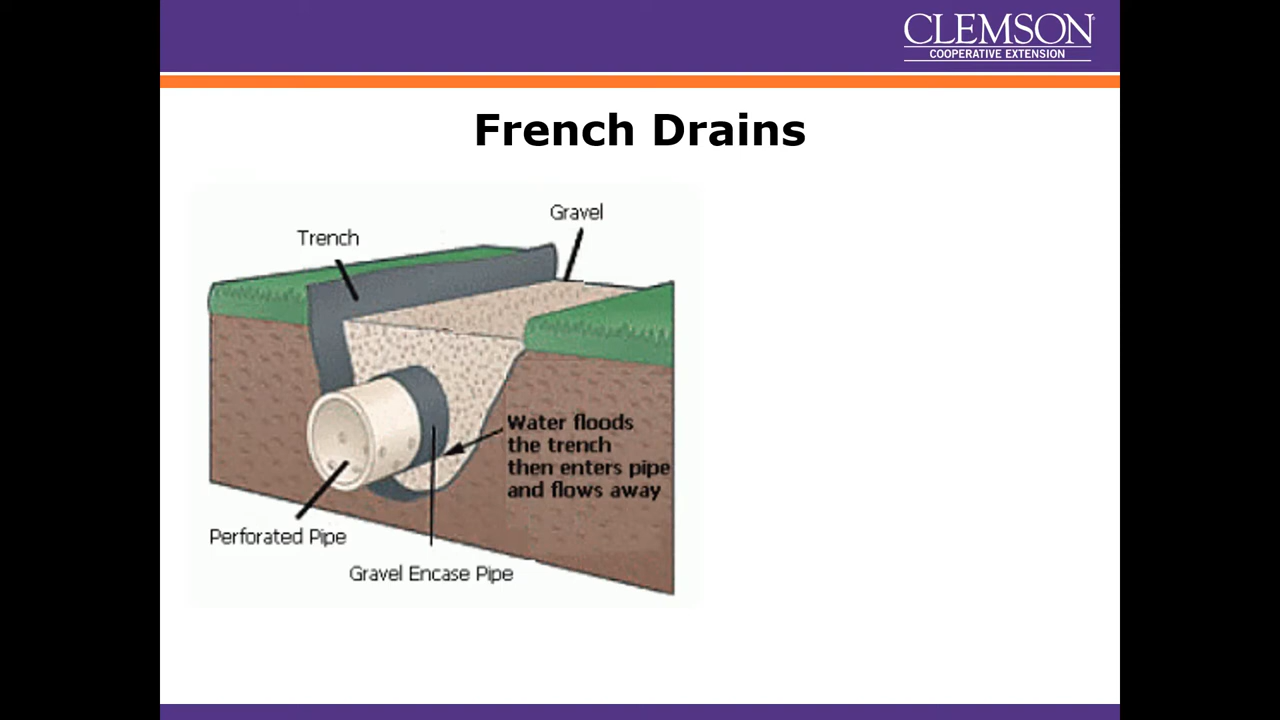 CLEMSON
COOPERATIVE EXTENSION
French Drains
Gravel
Trench
Water floods
the trench
then enters pipe
and flows away
Perforated Pipe
Gravel Encase Pipe